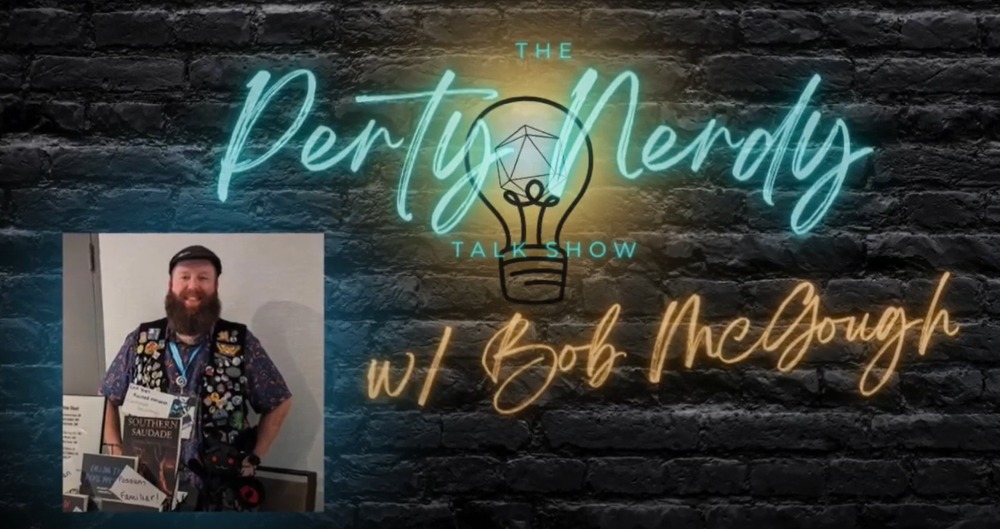 THE
Perty Nerdy
TALK SHOW
w/ Bob McGough
SOUTHERN
SAUDADE
Possum
Familiar!